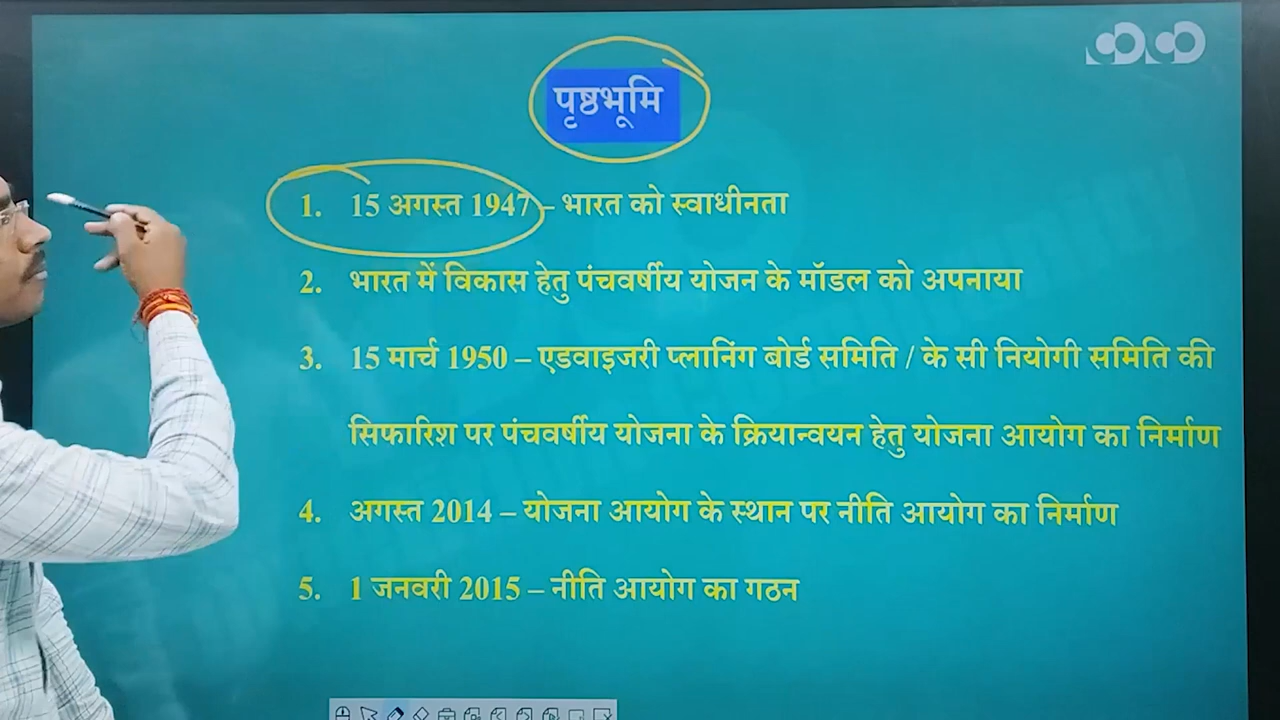 पृष्ठभूमि
1. 15 अगस्त 1947 – भारत को स्वाधीनता
2. भारत में विकास हेतु पंचवर्षीय योजन के मॉडल को अपनाया
3. 15 मार्च 1950 – एडवाइजरी प्लानिंग बोर्ड समिति / के सी नियोगी समिति की
सिफारिश पर पंचवर्षीय योजना के क्रियान्वयन हेतु योजना आयोग का निर्माण
4. अगस्त 2014 – योजना आयोग के स्थान पर नीति आयोग का निर्माण
5. 1 जनवरी 2015 – नीति आयोग का गठन